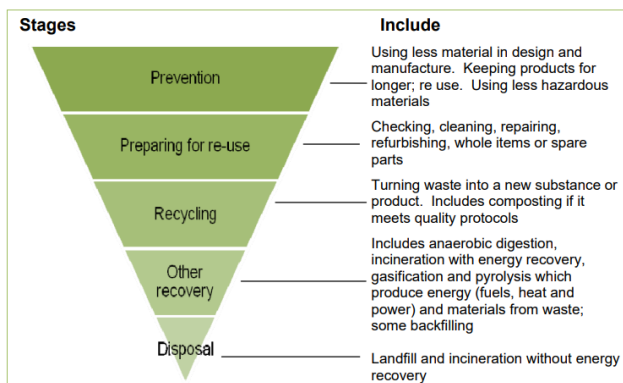 Stages
Include
Prevention
Using less material in design and
manufacture. Keeping products for
longer; re use. Using less hazardous
materials
Preparing for re-use
Checking, cleaning, repairing,
refurbishing, whole items or spare
parts
Recycling
Turning waste into a new substance or
product. Includes composting if it
meets quality protocols
Other
recovery
Includes anaerobic digestion,
incineration with energy recovery,
gasification and pyrolysis which
produce energy (fuels, heat and
power) and materials from waste;
some backfilling
Disposal
Landfill and incineration without energy
recovery